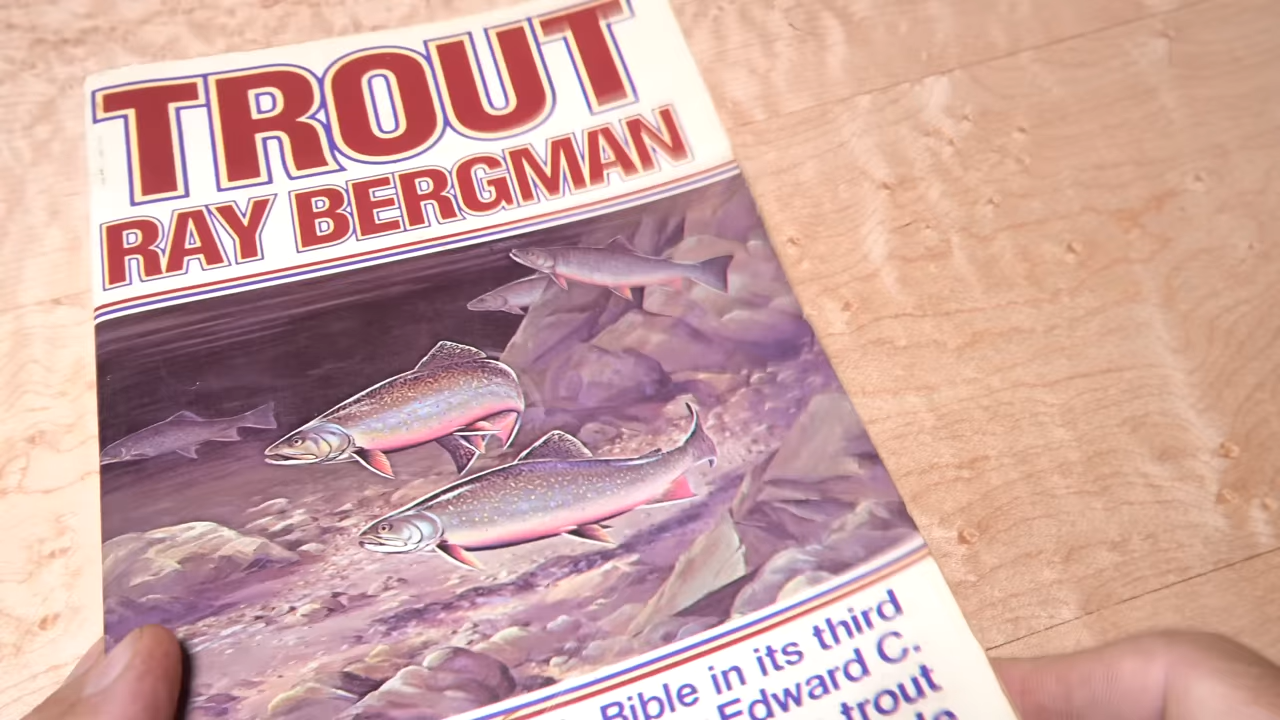 TROUT
RAY BERGMAN
Bible in its third
Edward C.
trout